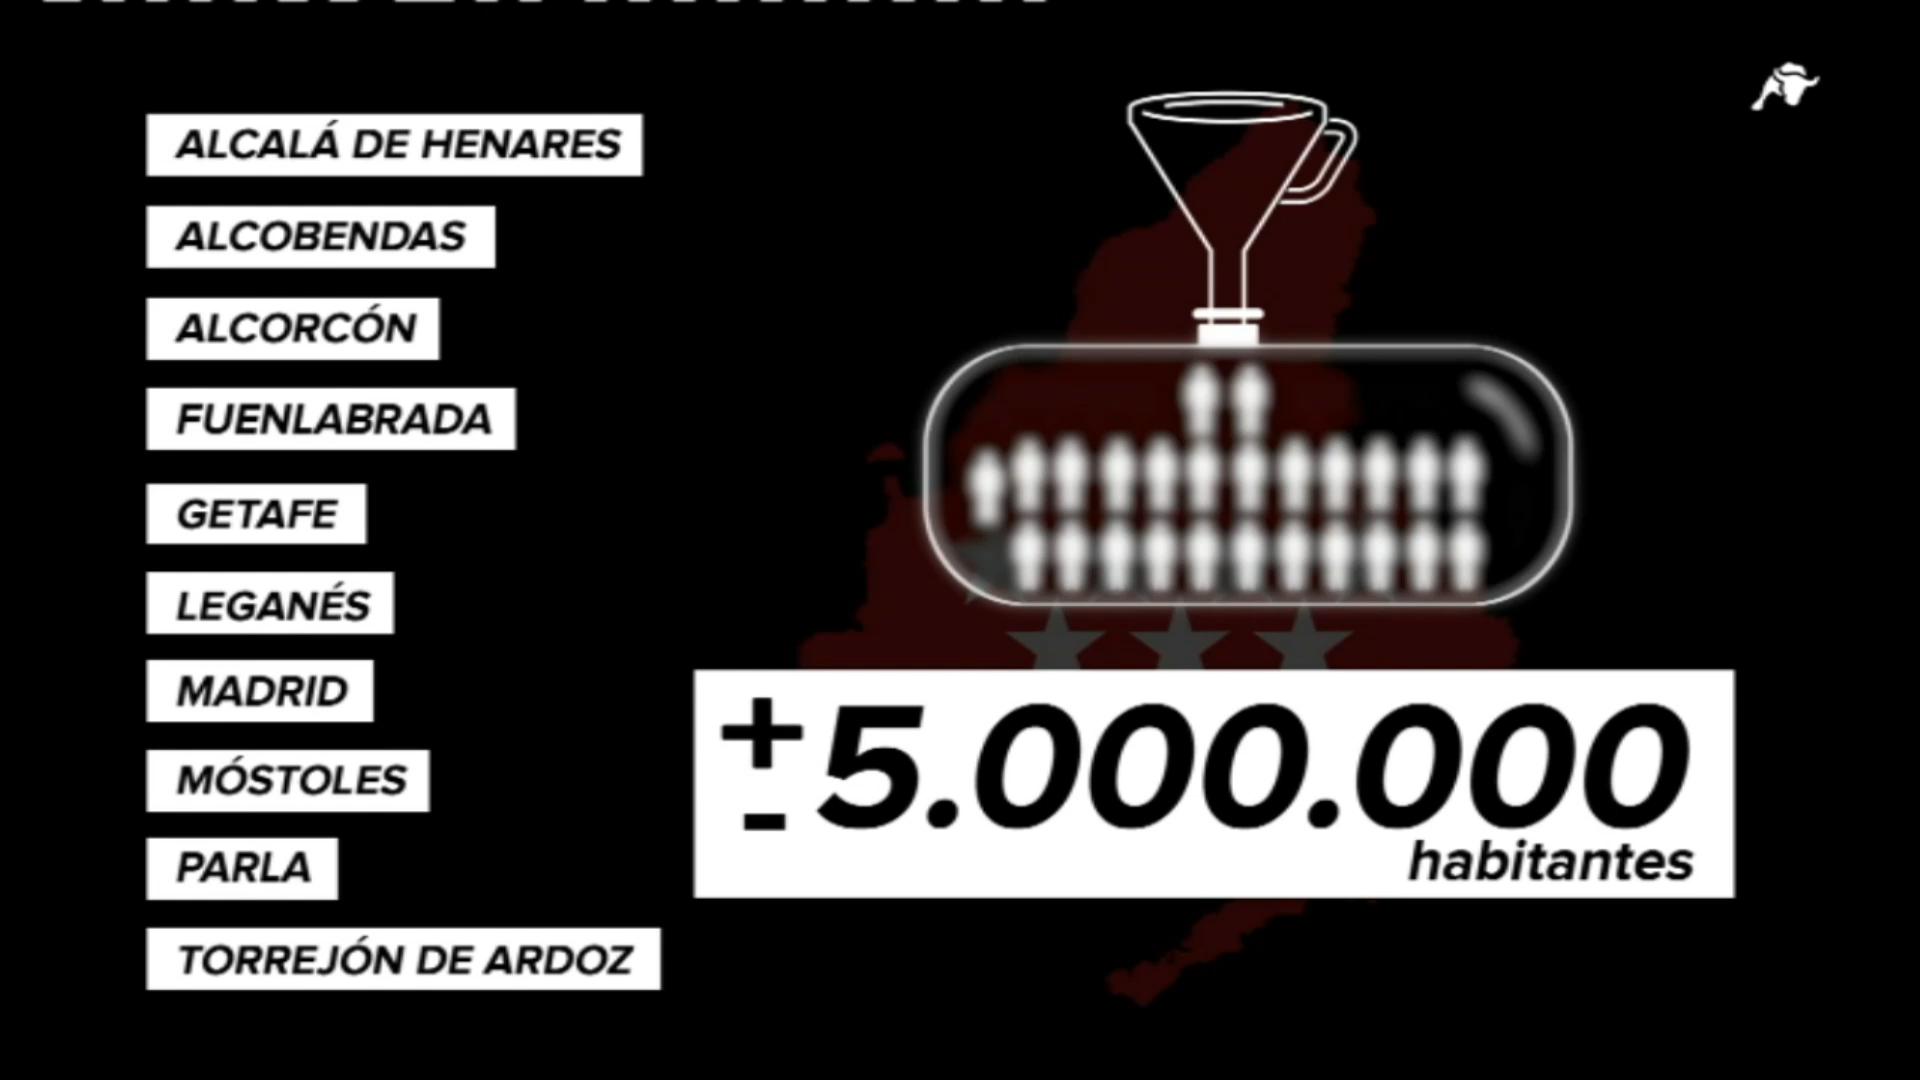 ALCALÁ DE HENARES
ALCOBENDAS
ALCORCÓN
FUENLABRADA
GETAFE
LEGANÉS
MADRID
MÓSTOLES
PARLA
TORREJÓN DE ARDOZ
+
- 5.000.000
habitantes